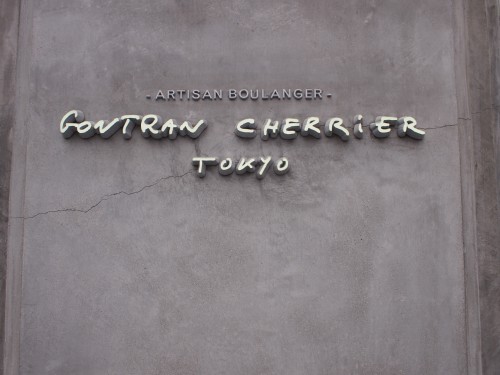 - ARTISAN BOULANGER -
GONTRAN CHERRiER
TOKYO